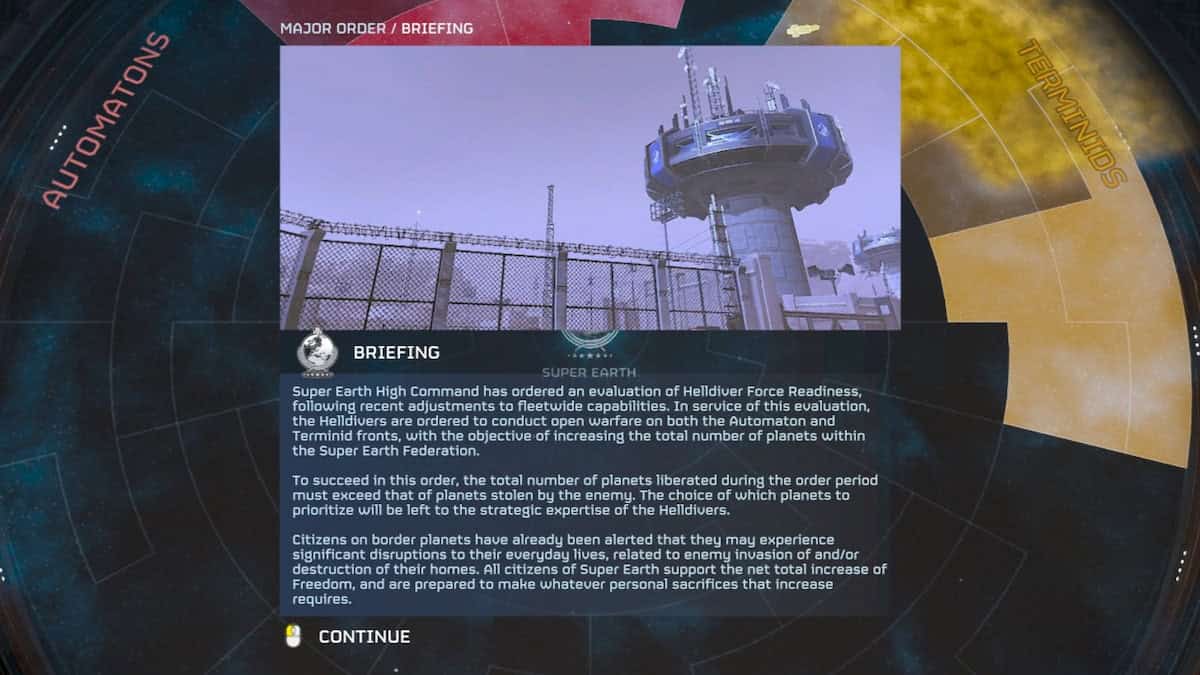 MAJOR ORDER / BRIEFING
AUTOMATONS
TERMINIDS
BRIEFING
SUPER EARTH
Super Earth High Command has ordered an evaluation of Helldiver Force Readiness,
following recent adjustments to fleetwide capabilities. In service of this evaluation,
the Helldivers are ordered to conduct open warfare on both the Automaton and
Terminid fronts, with the objective of increasing the total number of planets within
the Super Earth Federation.
To succeed in this order, the total number of planets liberated during the order period
must exceed that of planets stolen by the enemy. The choice of which planets to
prioritize will be left to the strategic expertise of the Helldivers.
Citizens on border planets have already been alerted that they may experience
significant disruptions to their everyday lives, related to enemy invasion of and/or
destruction of their homes. All citizens of Super Earth support the net total increase of
Freedom, and are prepared to make whatever personal sacrifices that increase
requires.
CONTINUE